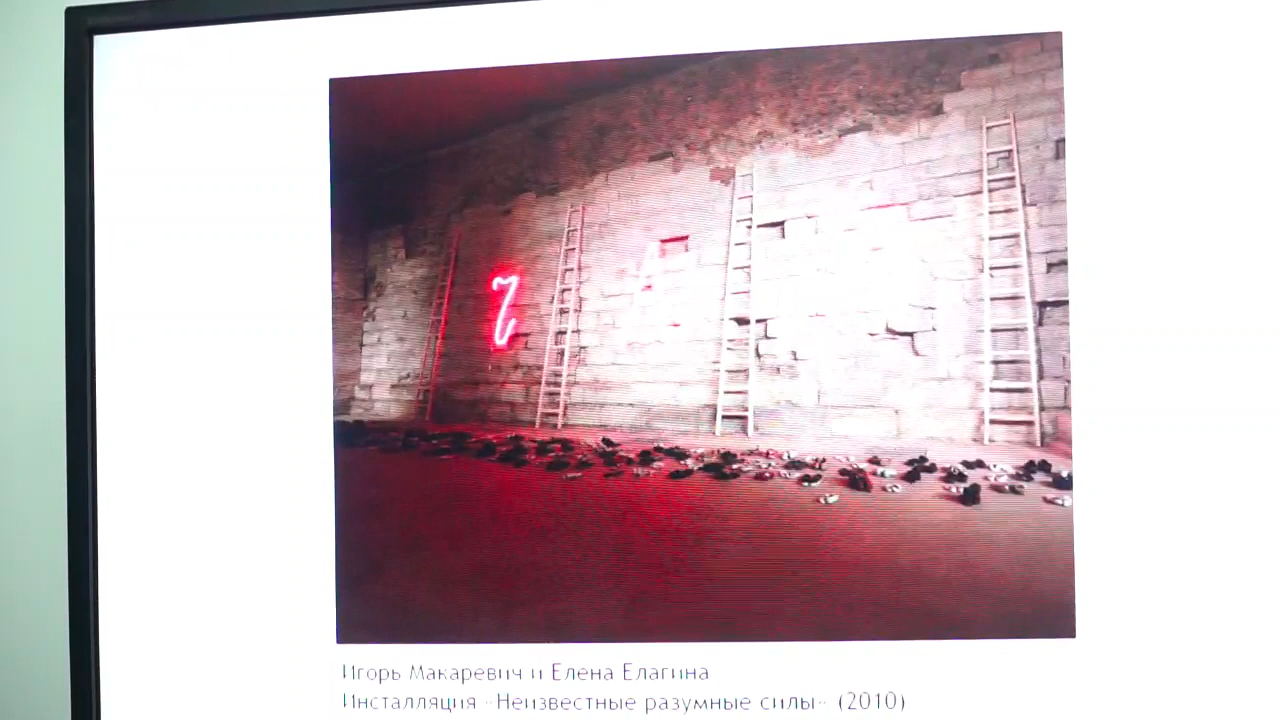 Игорь Макаревич и Елена Елагина
Инсталляция «Неизвестные разумные силы» (2010)